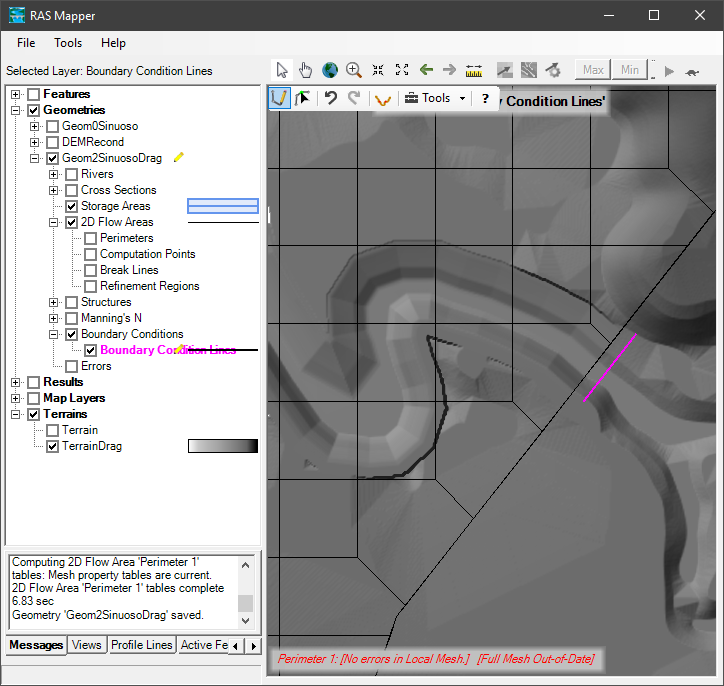 RAS Mapper
File Tools Help
Selected Layer: Boundary Condition Lines
Max Min
Features
Geometries
Geom0Sinuoso
DEMRecond
Geom2SinuosoDrag
Rivers
Cross Sections
Storage Areas
2D Flow Areas
Perimeters
Computation Points
Break Lines
Refinement Regions
Structures
Manning's N
Boundary Conditions
Boundary Condition Lines
Errors
Results
Map Layers
Terrains
Terrain
TerrainDrag
Tools ? Condition Lines'
Computing 2D Flow Area 'Perimeter 1'
tables: Mesh property tables are current.
2D Flow Area 'Perimeter 1' tables complete
6.83 sec
Geometry 'Geom2SinuosoDrag' saved.
Messages Views Profile Lines Active Fe
Perimeter 1: [No errors in Local Mesh.] [Full Mesh Out-of-Date]